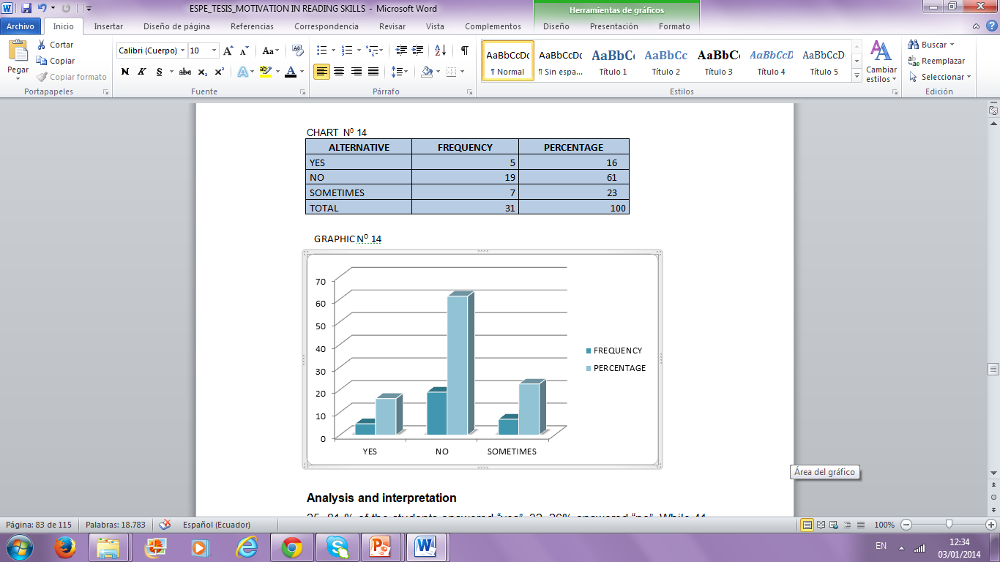 ESPE_TESIS_MOTIVATION IN READING SKILLS - Microsoft Word
Herramientas de gráficos
Archivo Inicio Insertar Diseño de página Referencias Correspondencia Revisar Vista Complementos Diseño Presentación Formato
Pegar
Cortar
Copiar
Copiar formato
Portapapeles
Calibri (Cuerpo) 10
N K S abc x₂ x²
Fuente
Párrafo
AaBbCcDc AaBbCcDc AaBbC AaBbCc AaBbC AaBbCcD AaBbCcD
¶ Normal ¶ Sin espa... Título 1 Título 2 Título 3 Título 4 Título 5
Cambiar estilos
Estilos
Buscar
Reemplazar
Seleccionar
Edición
CHART N⁰ 14
ALTERNATIVE FREQUENCY PERCENTAGE
YES 5 16
NO 19 61
SOMETIMES 7 23
TOTAL 31 100
GRAPHIC Nº 14
70
60
50
40
30
20
10
0
YES NO SOMETIMES
FREQUENCY
PERCENTAGE
Área del gráfico
Analysis and interpretation
Página: 83 de 115 Palabras: 18.783 Español (Ecuador) 100%
EN
12:34
03/01/2014